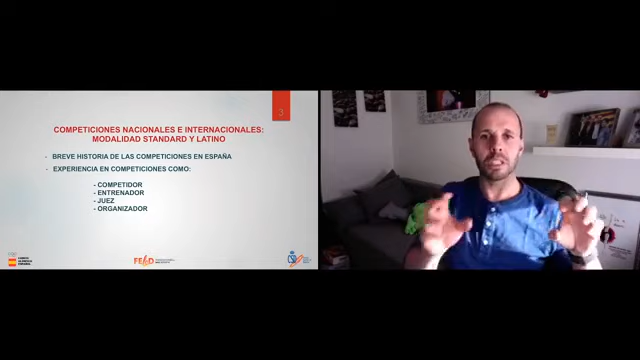 3
COMPETICIONES NACIONALES E INTERNACIONALES:
MODALIDAD STANDARD Y LATINO
- BREVE HISTORIA DE LAS COMPETICIONES EN ESPAÑA
- EXPERIENCIA EN COMPETICIONES COMO:
- COMPETIDOR
- ENTRENADOR
- JUEZ
- ORGANIZADOR